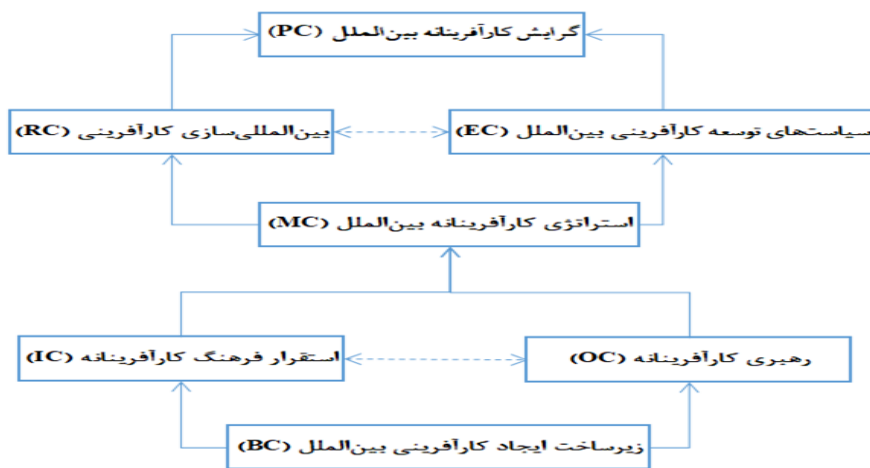 گرایش کارآفرینانه بین‌الملل (PC)
سیاست‌های توسعه کارآفرینی بین‌الملل (EC)
بین‌المللی‌سازی کارآفرینی (RC)
استراتژی کارآفرینانه بین‌الملل (MC)
رهبری کارآفرینانه (OC)
استقرار فرهنگ کارآفرینانه (IC)
زیرساخت ایجاد کارآفرینی بین‌الملل (BC)